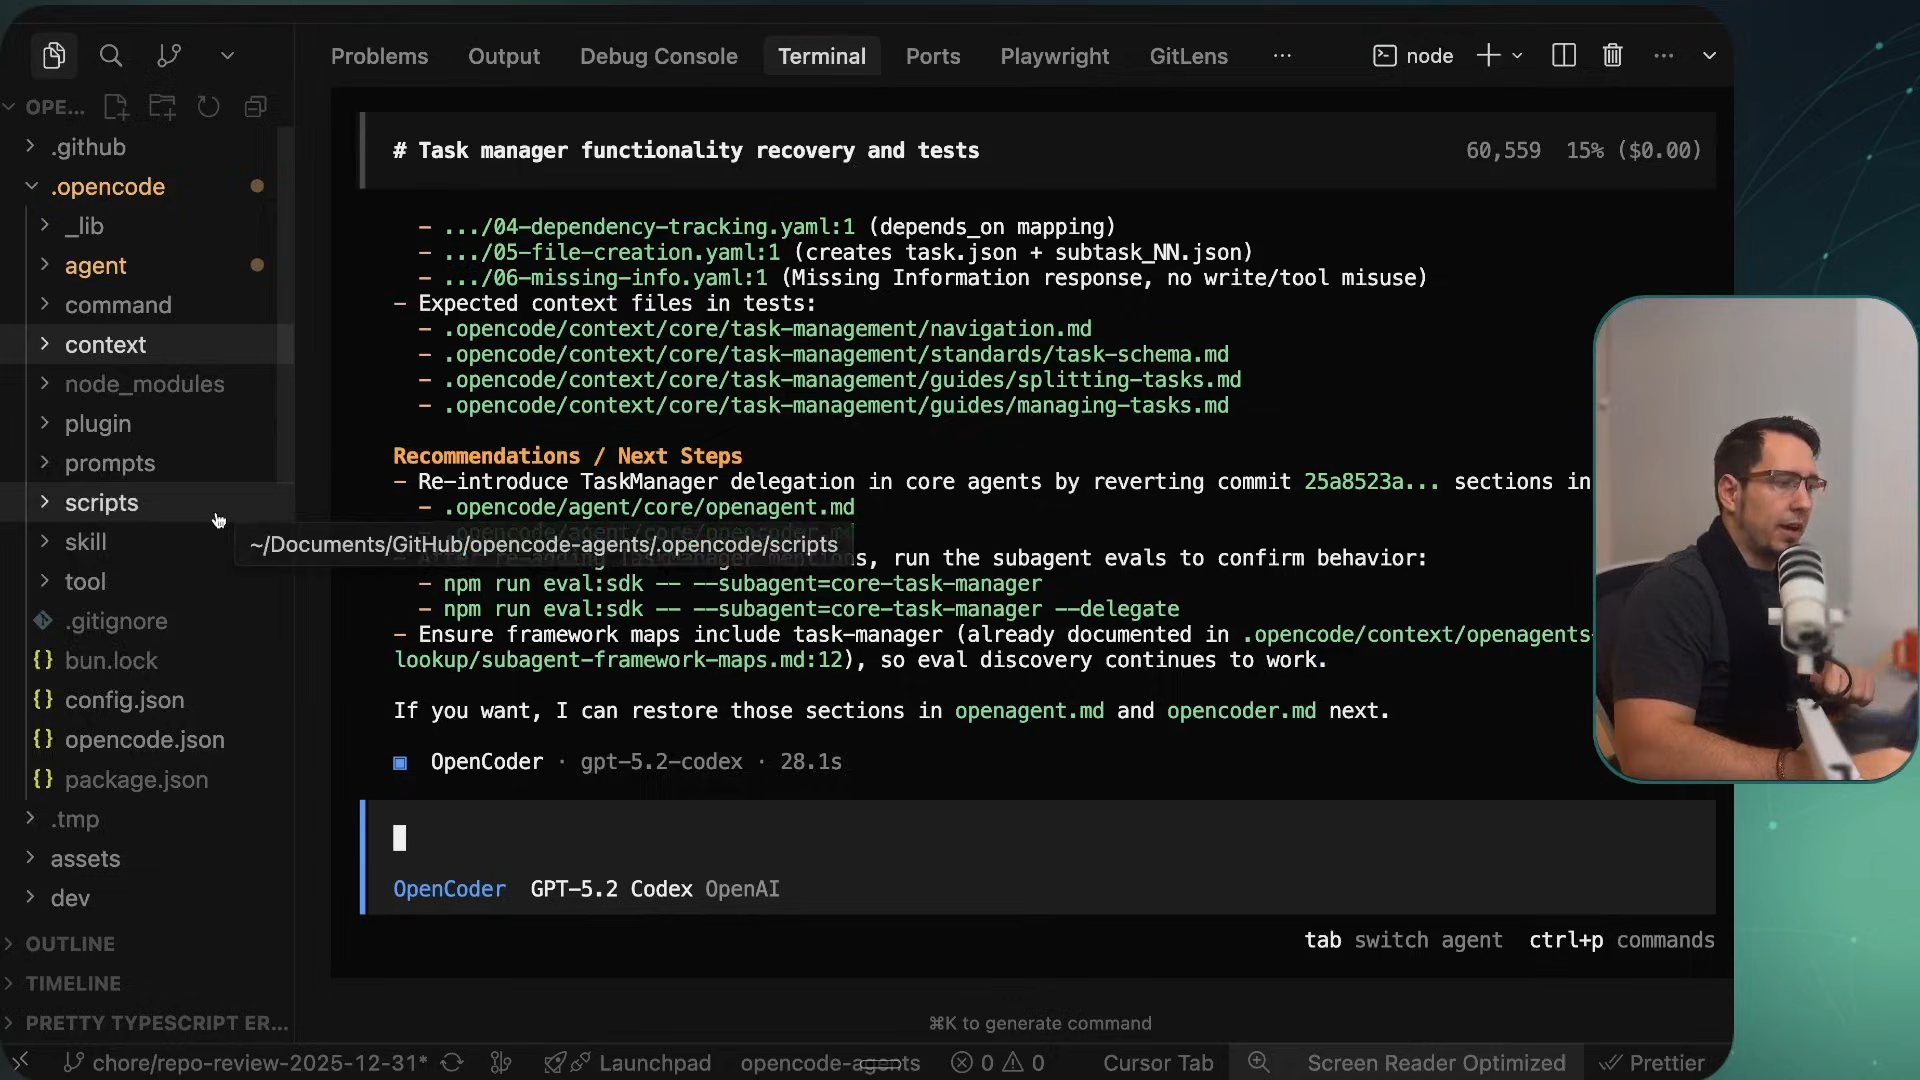 Problems Output Debug Console Terminal Ports Playwright GitLens ··· node
OPE...
.github
.opencode
_lib
agent
command
context
node_modules
plugin
prompts
scripts
skill
tool
.gitignore
{} bun.lock
{} config.json
{} opencode.json
{} package.json
.tmp
assets
dev
OUTLINE
TIMELINE
PRETTY TYPESCRIPT ER...
# Task manager functionality recovery and tests 60,559 15% ($0.00)
- .../04-dependency-tracking.yaml:1 (depends_on mapping)
- .../05-file-creation.yaml:1 (creates task.json + subtask_NN.json)
- .../06-missing-info.yaml:1 (Missing Information response, no write/tool misuse)
- Expected context files in tests:
- .opencode/context/core/task-management/navigation.md
- .opencode/context/core/task-management/standards/task-schema.md
- .opencode/context/core/task-management/guides/splitting-tasks.md
- .opencode/context/core/task-management/guides/managing-tasks.md
Recommendations / Next Steps
- Re-introduce TaskManager delegation in core agents by reverting commit 25a8523a... sections in
- .opencode/agent/core/openagent.md
- .opencode/agent/core/opencoder.md
~/Documents/GitHub/opencode-agents/.opencode/scripts
run the subagent evals to confirm behavior:
- npm run eval:sdk -- --subagent=core-task-manager
- npm run eval:sdk -- --subagent=core-task-manager --delegate
- Ensure framework maps include task-manager (already documented in .opencode/context/openagents-
lookup/subagent-framework-maps.md:12), so eval discovery continues to work.
If you want, I can restore those sections in openagent.md and opencoder.md next.
OpenCoder · gpt-5.2-codex · 28.1s
OpenCoder GPT-5.2 Codex OpenAI
tab switch agent ctrl+p commands
⌘K to generate command
chore/repo-review-2025-12-31* Launchpad opencode-agents 0 0 Cursor Tab Screen Reader Optimized Prettier